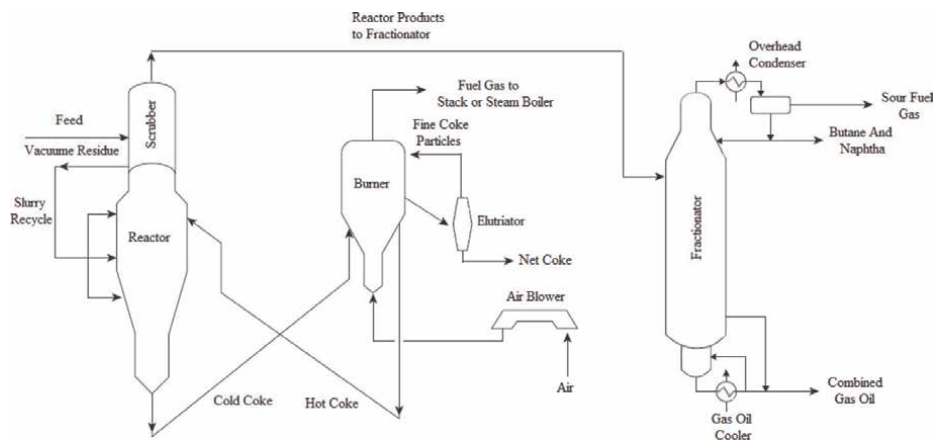 Reactor Products
to Fractionator
Overhead
Condenser
Fuel Gas to
Stack or Steam Boiler
Sour Fuel
Gas
Scrubber
Feed
Vacuume Residue
Fine Coke
Particles
Butane And
Naphtha
Burner
Slurry
Recycle
Elutriator
Reactor
Fractionator
Net Coke
Air Blower
Air
Cold Coke
Hot Coke
Combined
Gas Oil
Gas Oil
Cooler